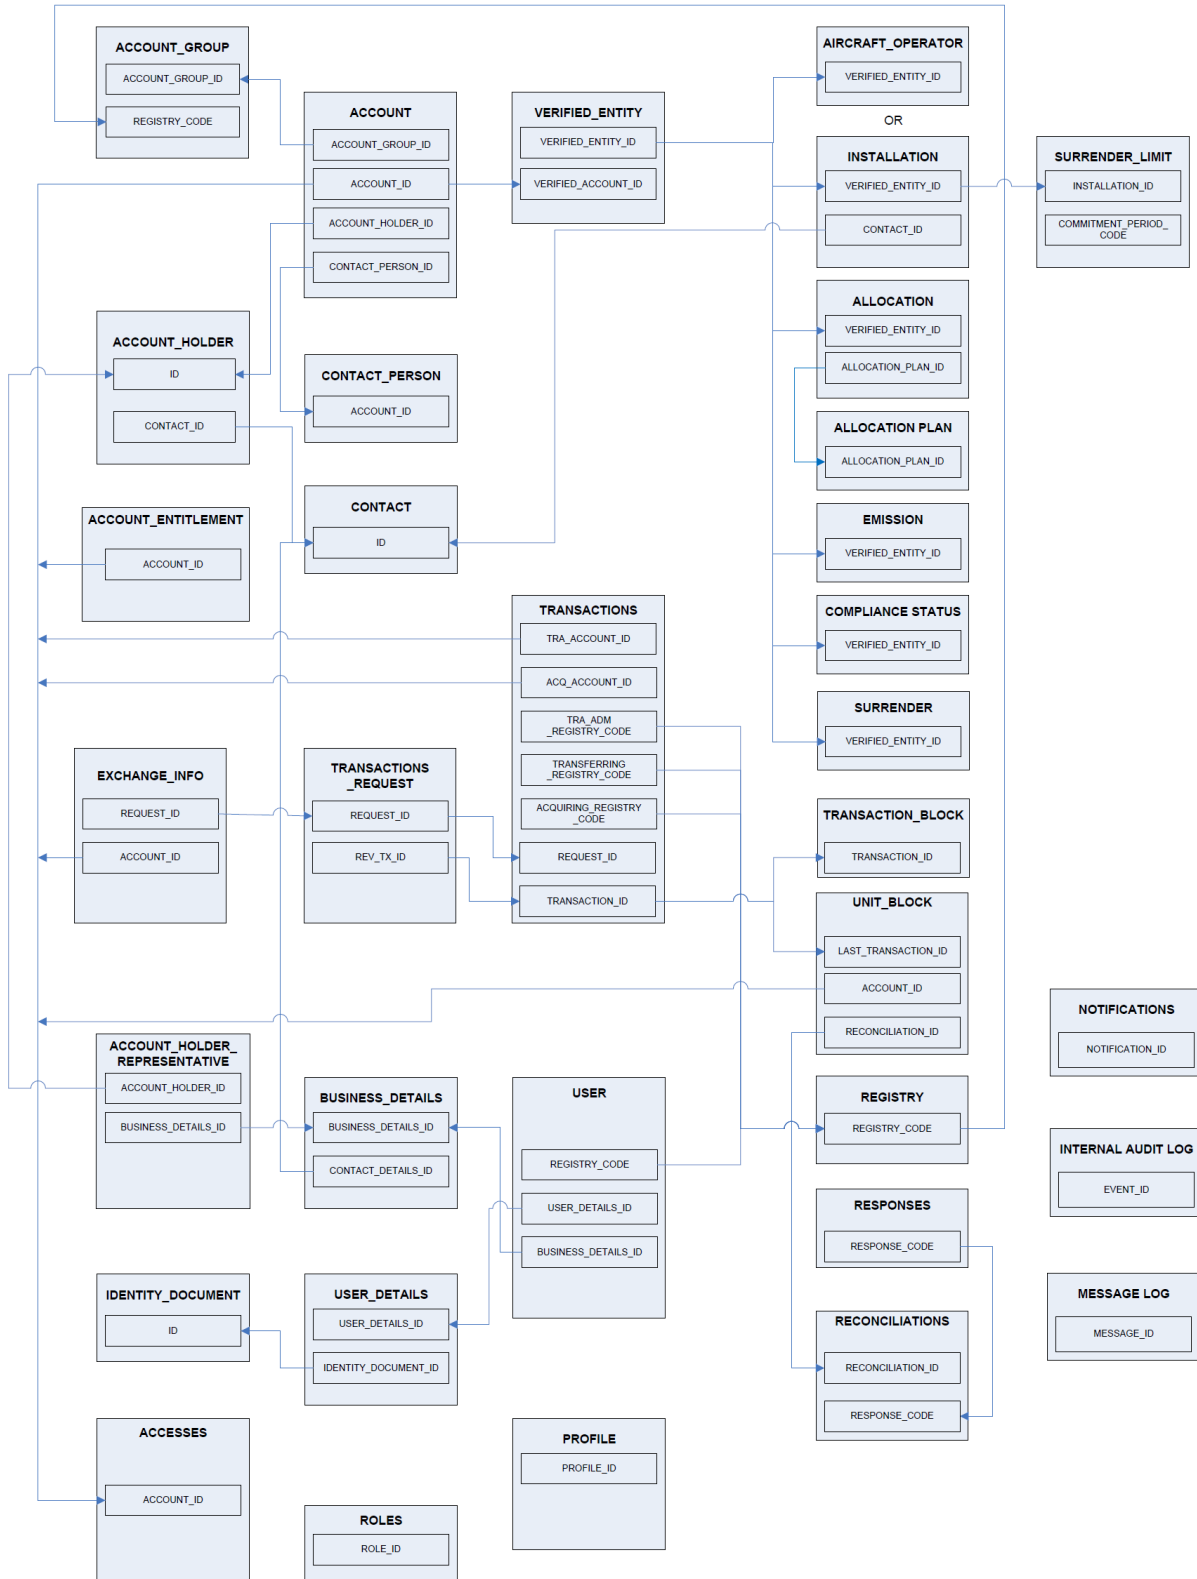 ACCOUNT_GROUP
ACCOUNT_GROUP_ID
REGISTRY_CODE
ACCOUNT
ACCOUNT_GROUP_ID
ACCOUNT_ID
ACCOUNT_HOLDER_ID
CONTACT_PERSON_ID
VERIFIED_ENTITY
VERIFIED_ENTITY_ID
VERIFIED_ACCOUNT_ID
AIRCRAFT_OPERATOR
VERIFIED_ENTITY_ID
OR
INSTALLATION
VERIFIED_ENTITY_ID
CONTACT_ID
SURRENDER_LIMIT
INSTALLATION_ID
COMMITMENT_PERIOD_
CODE
ALLOCATION
VERIFIED_ENTITY_ID
ALLOCATION_PLAN_ID
ACCOUNT_HOLDER
ID
CONTACT_ID
CONTACT_PERSON
ACCOUNT_ID
ALLOCATION PLAN
ALLOCATION_PLAN_ID
ACCOUNT_ENTITLEMENT
ACCOUNT_ID
CONTACT
ID
EMISSION
VERIFIED_ENTITY_ID
COMPLIANCE STATUS
VERIFIED_ENTITY_ID
SURRENDER
VERIFIED_ENTITY_ID
TRANSACTIONS
TRA_ACCOUNT_ID
ACQ_ACCOUNT_ID
TRA_ADM
_REGISTRY_CODE
TRANSFERRING
_REGISTRY_CODE
ACQUIRING_REGISTRY
_CODE
REQUEST_ID
TRANSACTION_ID
EXCHANGE_INFO
REQUEST_ID
ACCOUNT_ID
TRANSACTIONS
_REQUEST
REQUEST_ID
REV_TX_ID
TRANSACTION_BLOCK
TRANSACTION_ID
UNIT_BLOCK
LAST_TRANSACTION_ID
ACCOUNT_ID
RECONCILIATION_ID
NOTIFICATIONS
NOTIFICATION_ID
ACCOUNT_HOLDER_
REPRESENTATIVE
ACCOUNT_HOLDER_ID
BUSINESS_DETAILS_ID
BUSINESS_DETAILS
BUSINESS_DETAILS_ID
CONTACT_DETAILS_ID
USER
REGISTRY_CODE
USER_DETAILS_ID
BUSINESS_DETAILS_ID
REGISTRY
REGISTRY_CODE
INTERNAL AUDIT LOG
EVENT_ID
RESPONSES
RESPONSE_CODE
IDENTITY_DOCUMENT
ID
USER_DETAILS
USER_DETAILS_ID
IDENTITY_DOCUMENT_ID
RECONCILIATIONS
RECONCILIATION_ID
RESPONSE_CODE
MESSAGE LOG
MESSAGE_ID
ACCESSES
ACCOUNT_ID
PROFILE
PROFILE_ID
ROLES
ROLE_ID